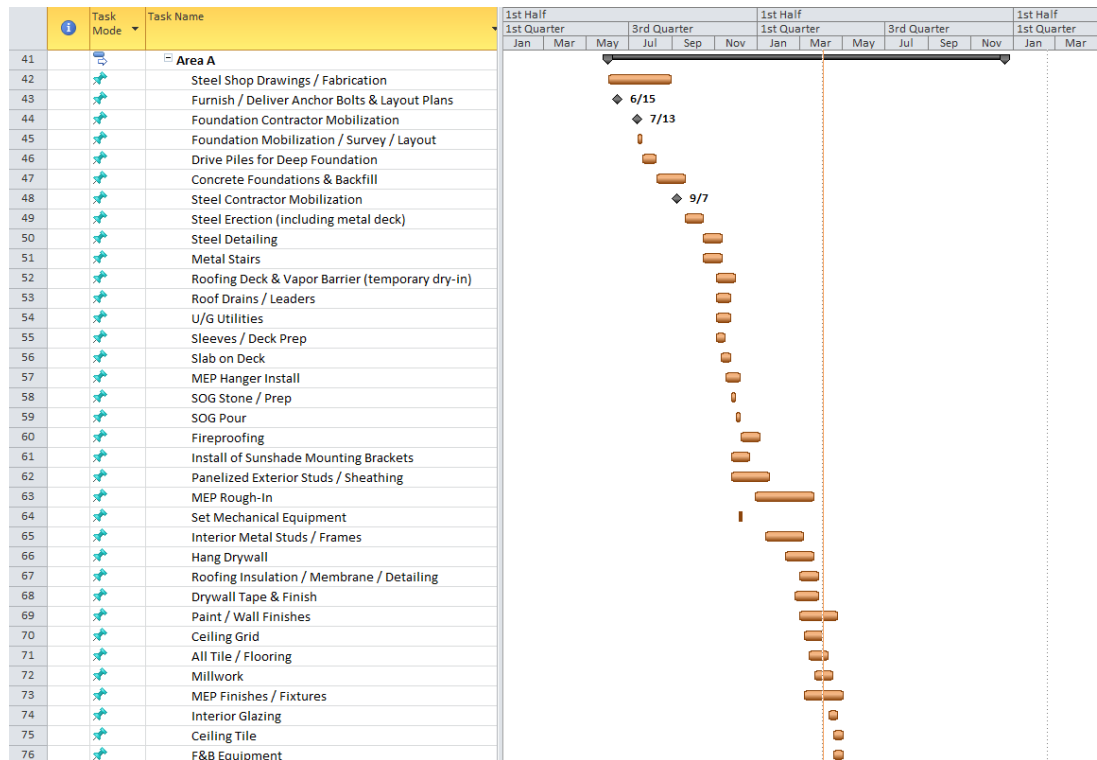 Task Mode
Task Name
1st Half 1st Half 1st Half
1st Quarter 3rd Quarter 1st Quarter 3rd Quarter 1st Quarter
Jan Mar May Jul Sep Nov Jan Mar May Jul Sep Nov Jan Mar
41 Area A
42 Steel Shop Drawings / Fabrication
43 Furnish / Deliver Anchor Bolts & Layout Plans 6/15
44 Foundation Contractor Mobilization 7/13
45 Foundation Mobilization / Survey / Layout
46 Drive Piles for Deep Foundation
47 Concrete Foundations & Backfill
48 Steel Contractor Mobilization 9/7
49 Steel Erection (including metal deck)
50 Steel Detailing
51 Metal Stairs
52 Roofing Deck & Vapor Barrier (temporary dry-in)
53 Roof Drains / Leaders
54 U/G Utilities
55 Sleeves / Deck Prep
56 Slab on Deck
57 MEP Hanger Install
58 SOG Stone / Prep
59 SOG Pour
60 Fireproofing
61 Install of Sunshade Mounting Brackets
62 Panelized Exterior Studs / Sheathing
63 MEP Rough-In
64 Set Mechanical Equipment
65 Interior Metal Studs / Frames
66 Hang Drywall
67 Roofing Insulation / Membrane / Detailing
68 Drywall Tape & Finish
69 Paint / Wall Finishes
70 Ceiling Grid
71 All Tile / Flooring
72 Millwork
73 MEP Finishes / Fixtures
74 Interior Glazing
75 Ceiling Tile
76 F&B Equipment